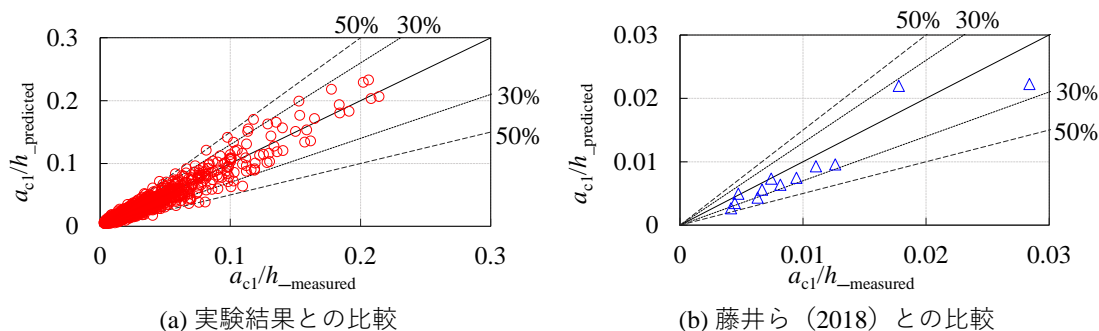 50% 30%
0.3
0.2
0.1
0
30%
50%
a_c1/h_predicted
0 0.1 0.2 0.3
a_c1/h_measured
(a) 実験結果との比較
50% 30%
0.03
0.02
0.01
0
30%
50%
a_c1/h_predicted
0 0.01 0.02 0.03
a_c1/h_measured
(b) 藤井ら（2018）との比較